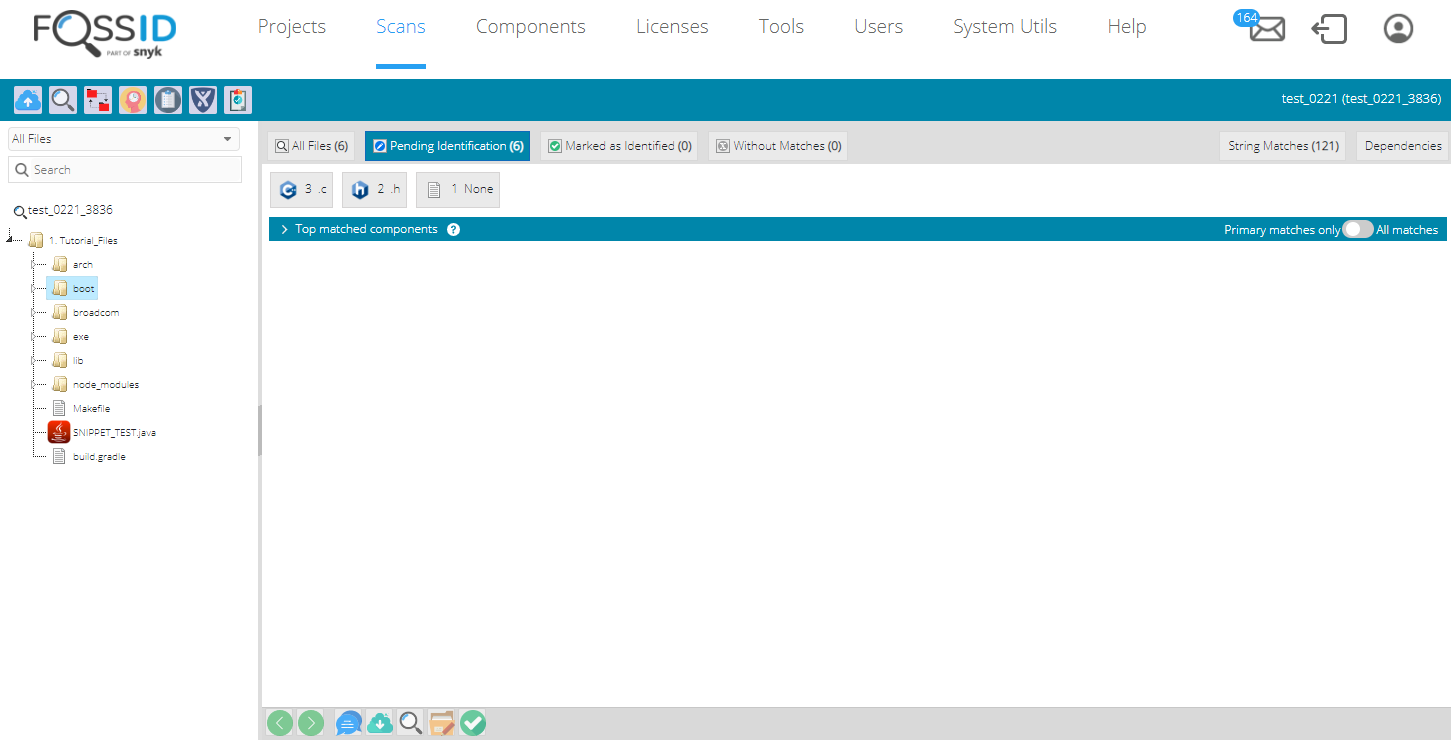 FOSSID
PART OF snyk
Projects Scans Components Licenses Tools Users System Utils Help 164
test_0221 (test_0221_3836)
All Files
Search
test_0221_3836
1. Tutorial_Files
arch
boot
broadcom
exe
lib
node_modules
Makefile
SNIPPET_TEST.java
build.gradle
All Files (6) Pending Identification (6) Marked as Identified (0) Without Matches (0) String Matches (121) Dependencies
3 .c 2 .h 1 None
Top matched components ? Primary matches only All matches